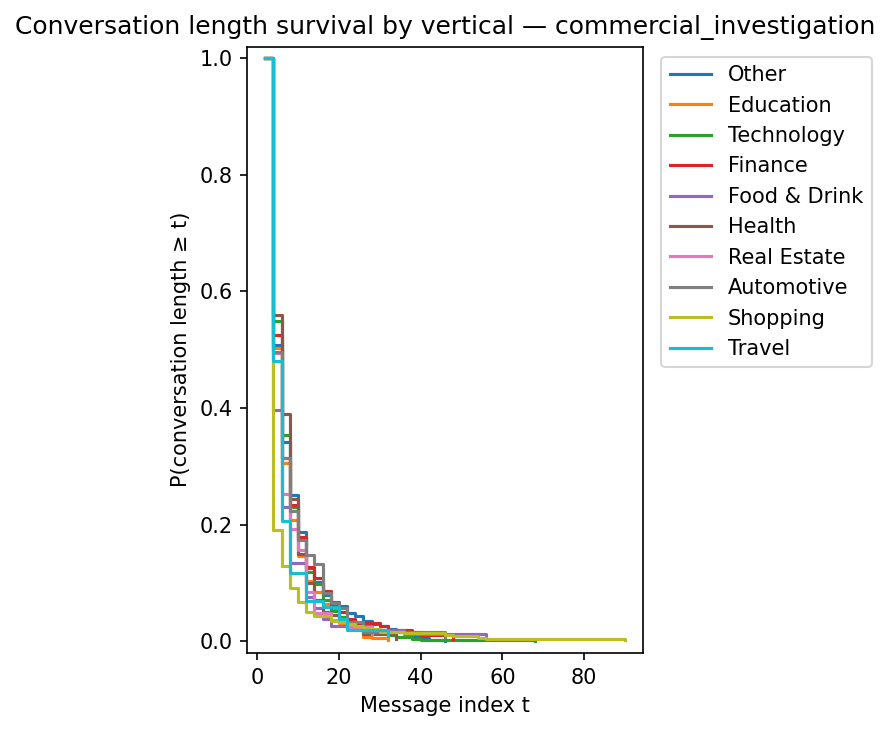 Conversation length survival by vertical — commercial_investigation
P(conversation length ≥ t)
1.0
0.8
0.6
0.4
0.2
0.0
0
20
40
60
80
Message index t
Other
Education
Technology
Finance
Food & Drink
Health
Real Estate
Automotive
Shopping
Travel